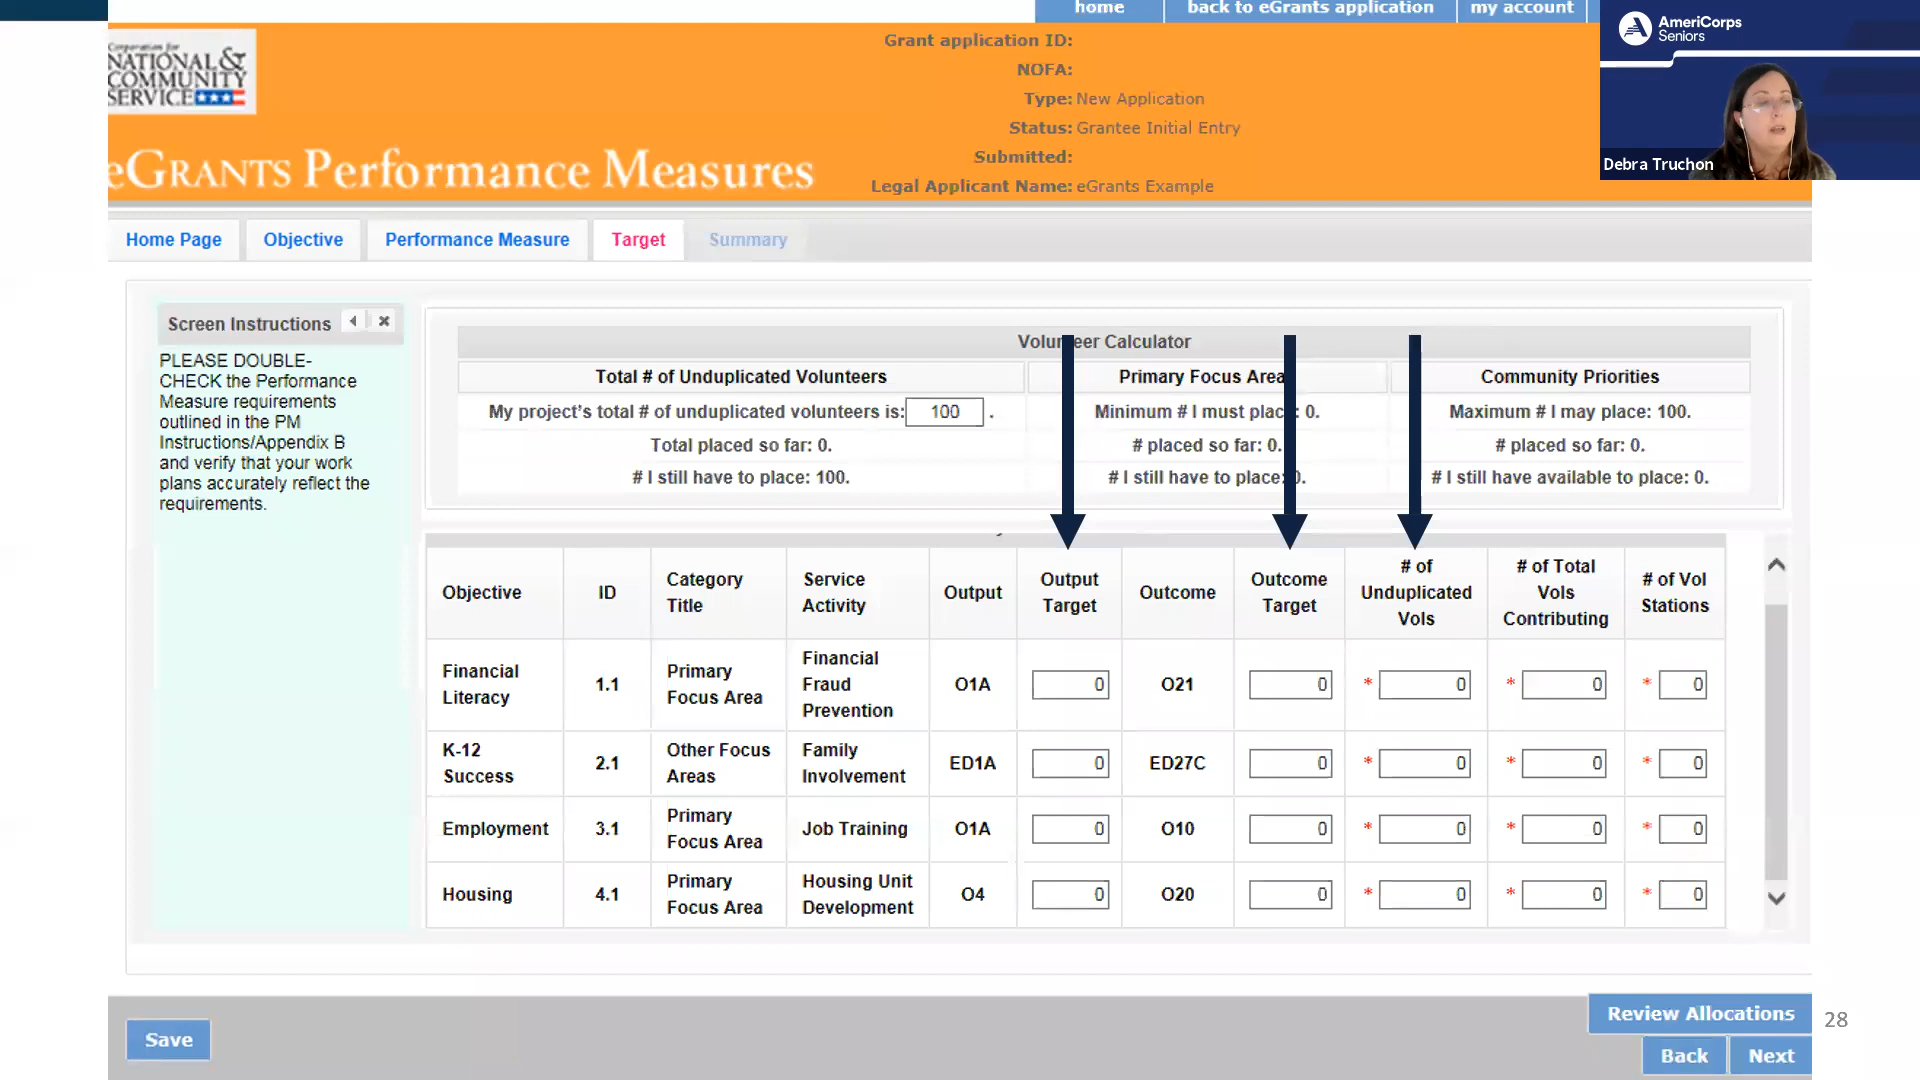 home back to eGrants application my account
AmeriCorps
Seniors
Debra Truchon
Corporation for
NATIONAL &
COMMUNITY
SERVICE
Grant application ID:
NOFA:
Type: New Application
Status: Grantee Initial Entry
Submitted:
Legal Applicant Name: eGrants Example
eGRANTS Performance Measures
Home Page Objective Performance Measure Target Summary
Screen Instructions
PLEASE DOUBLE-
CHECK the Performance
Measure requirements
outlined in the PM
Instructions/Appendix B
and verify that your work
plans accurately reflect the
requirements.
Volunteer Calculator
Total # of Unduplicated Volunteers Primary Focus Area Community Priorities
My project's total # of unduplicated volunteers is: 100 . Minimum # I must place: 0. Maximum # I may place: 100.
Total placed so far: 0. # placed so far: 0. # placed so far: 0.
# I still have to place: 100. # I still have to place: 0. # I still have available to place: 0.
Objective ID Category Title Service Activity Output Output Target Outcome Outcome Target # of Unduplicated Vols # of Total Vols Contributing # of Vol Stations
Financial Literacy 1.1 Primary Focus Area Financial Fraud Prevention O1A 0 O21 0 * 0 * 0 * 0
K-12 Success 2.1 Other Focus Areas Family Involvement ED1A 0 ED27C 0 * 0 * 0 * 0
Employment 3.1 Primary Focus Area Job Training O1A 0 O10 0 * 0 * 0 * 0
Housing 4.1 Primary Focus Area Housing Unit Development O4 0 O20 0 * 0 * 0 * 0
Save
Review Allocations
Back Next
28